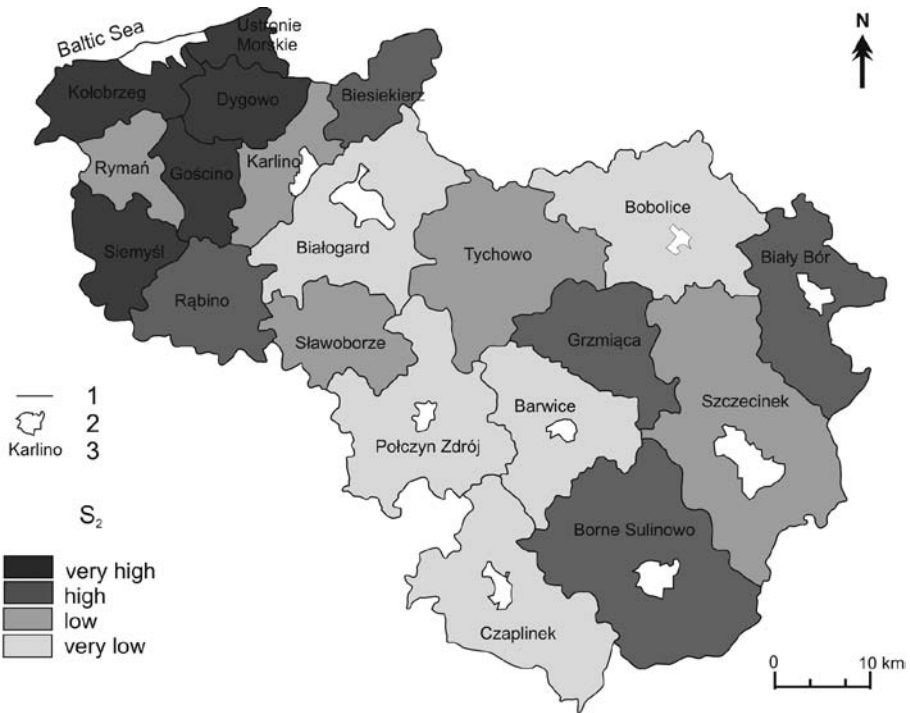 Baltic Sea
Ustronie
Morskie
N
Kołobrzeg
Dygowo
Biesiekierz
Rymań
Gościno
Karlino
Białogard
Bobolice
Siemyśl
Tychowo
Biały Bór
Rąbino
Sławoborze
Grzmiąca
Szczecinek
Barwice
Połczyn Zdrój
1
2
Karlino 3
Borne Sulinowo
S2
very high
high
low
very low
Czaplinek
0 10 km